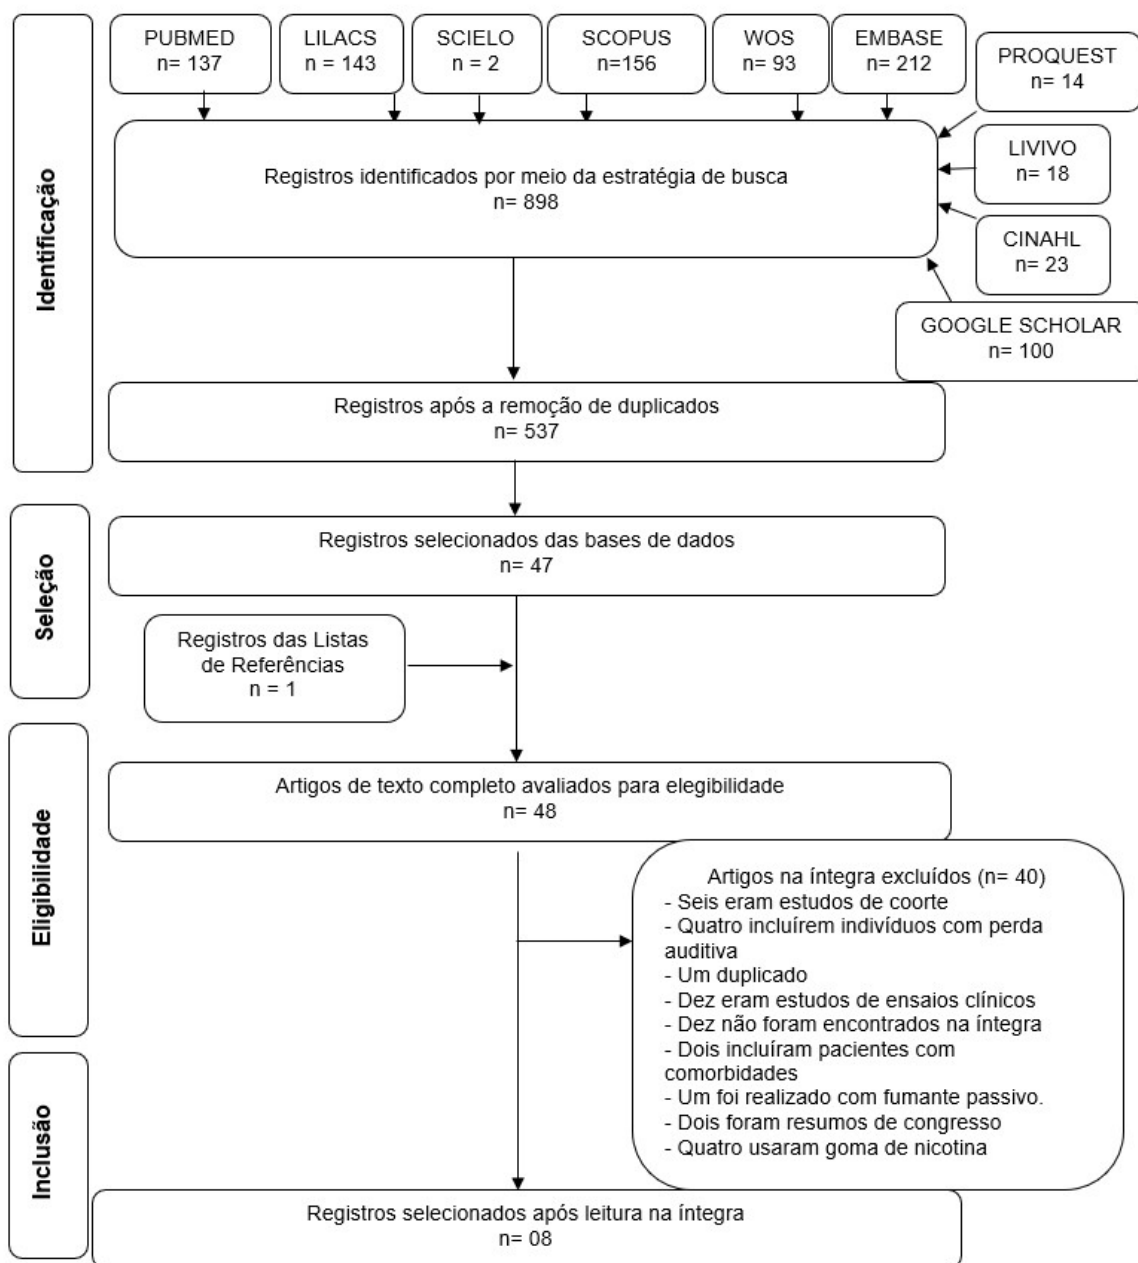 PUBMED
n= 137
LILACS
n = 143
SCIELO
n = 2
SCOPUS
n=156
WOS
n= 93
EMBASE
n= 212
PROQUEST
n= 14
LIVIVO
n= 18
CINAHL
n= 23
GOOGLE SCHOLAR
n= 100
Identificação
Registros identificados por meio da estratégia de busca
n= 898
Registros após a remoção de duplicados
n= 537
Seleção
Registros selecionados das bases de dados
n= 47
Registros das Listas
de Referências
n = 1
Eligibilidade
Artigos de texto completo avaliados para elegibilidade
n= 48
Artigos na íntegra excluídos (n= 40)
- Seis eram estudos de coorte
- Quatro incluírem indivíduos com perda
auditiva
- Um duplicado
- Dez eram estudos de ensaios clínicos
- Dez não foram encontrados na íntegra
- Dois incluíram pacientes com
comorbidades
- Um foi realizado com fumante passivo.
- Dois foram resumos de congresso
- Quatro usaram goma de nicotina
Inclusão
Registros selecionados após leitura na íntegra
n= 08